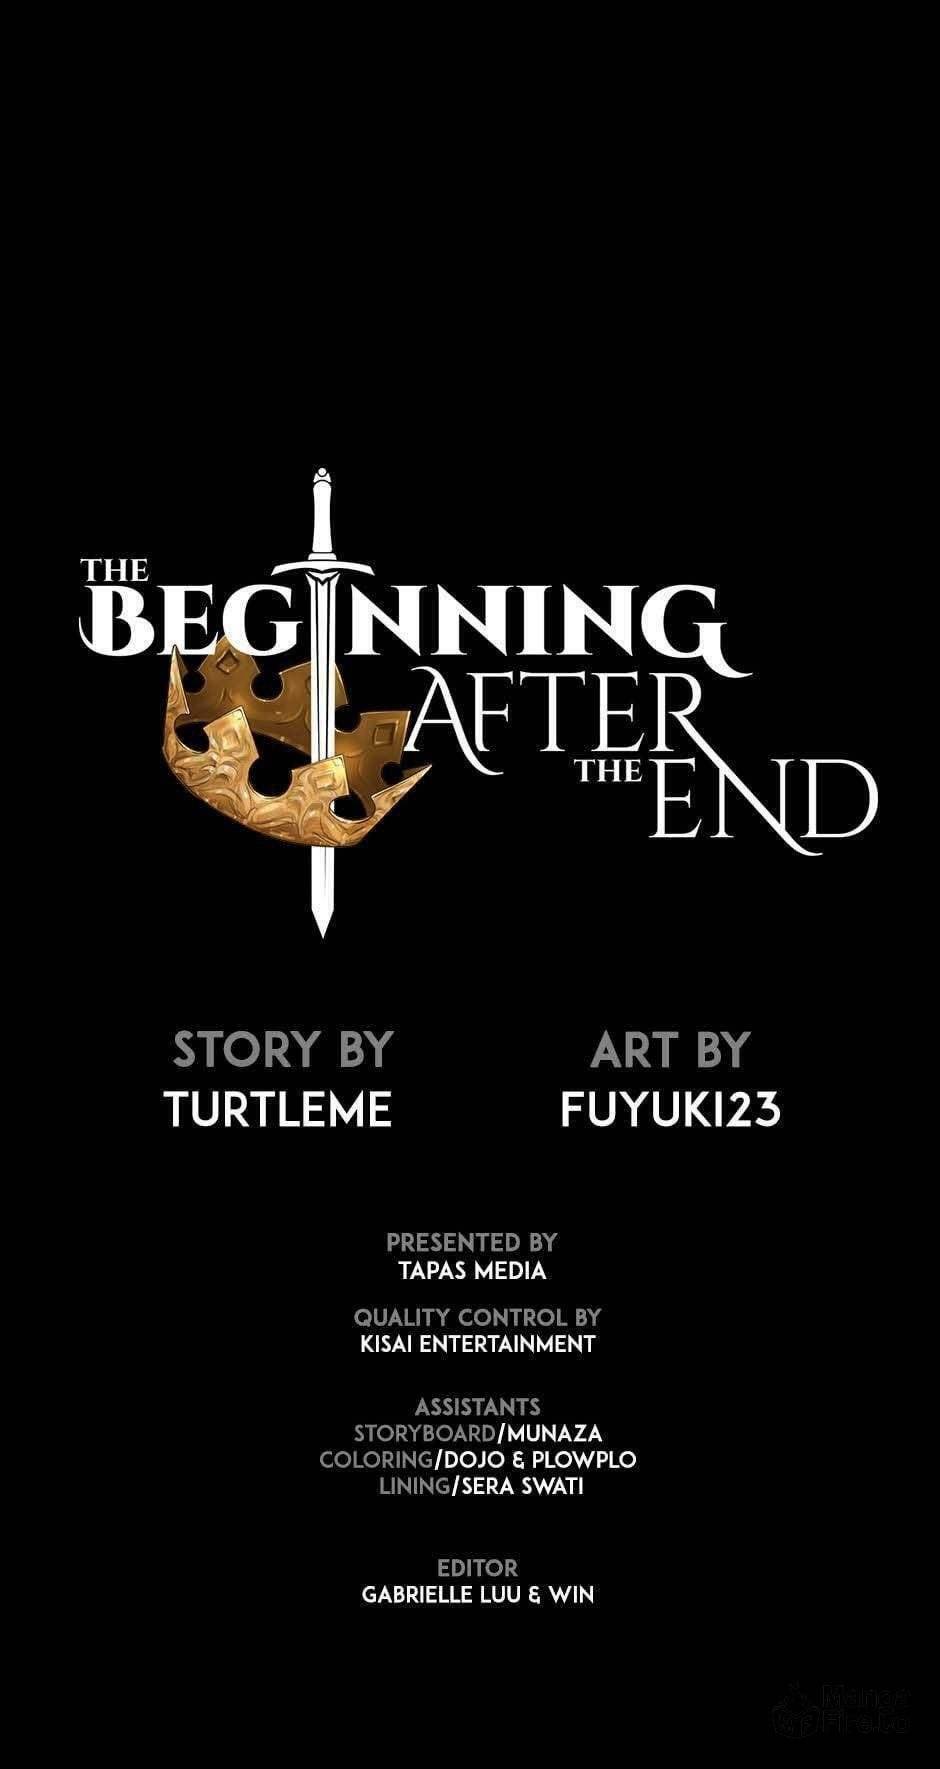 THE
BEGINNING
AFTER
THE END
STORY BY
TURTLEME
ART BY
FUYUKI23
PRESENTED BY
TAPAS MEDIA
QUALITY CONTROL BY
KISAI ENTERTAINMENT
ASSISTANTS
STORYBOARD/MUNAZA
COLORING/DOJO & PLOWPLO
LINING/SERA SWATI
EDITOR
GABRIELLE LUU & WIN